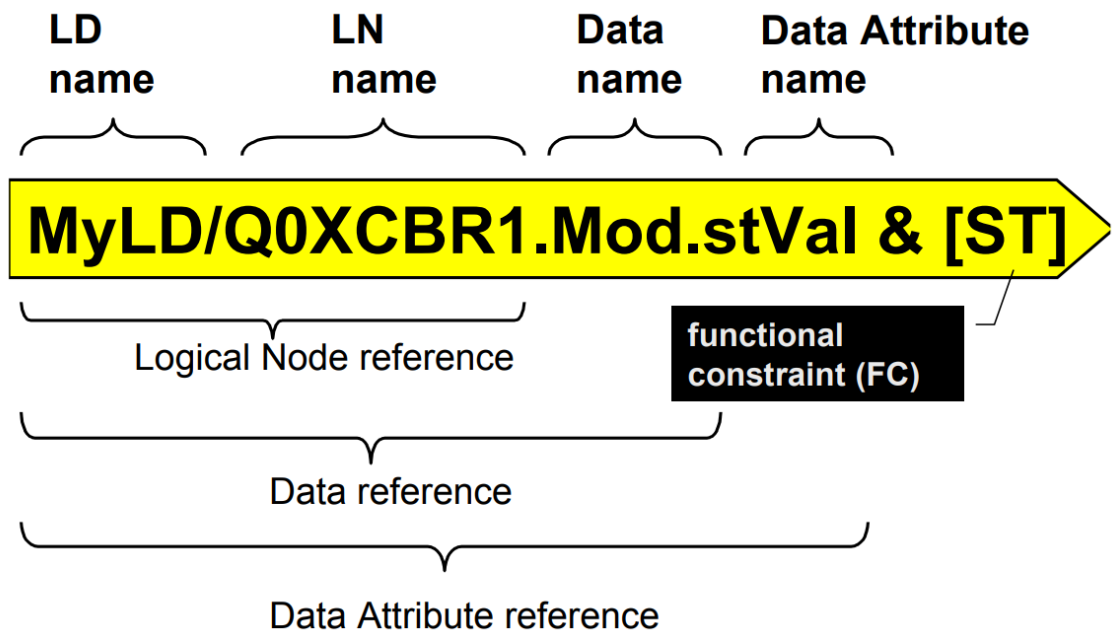 LD
name
LN
name
Data
name
Data Attribute
name
MyLD/Q0XCBR1.Mod.stVal & [ST]
functional
constraint (FC)
Logical Node reference
Data reference
Data Attribute reference